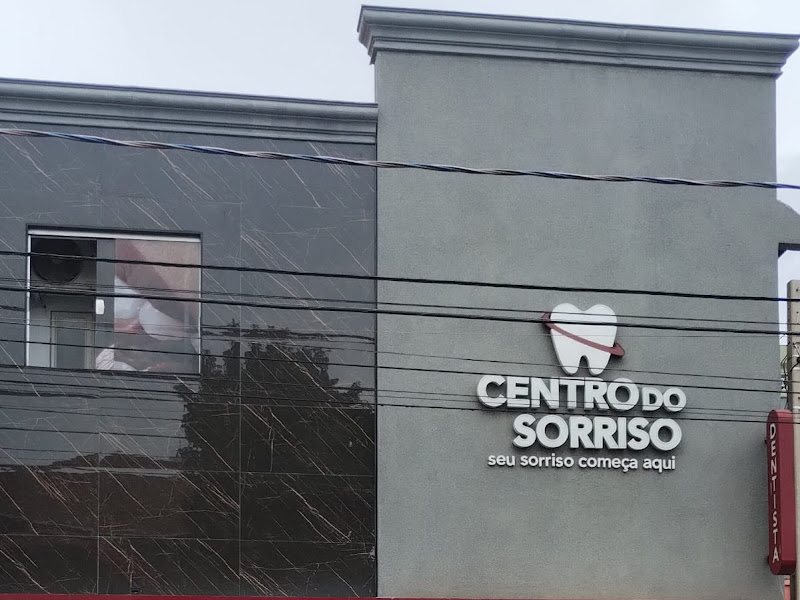 CENTRO DO
SORRISO
seu sorriso começa aqui
DENTISTA